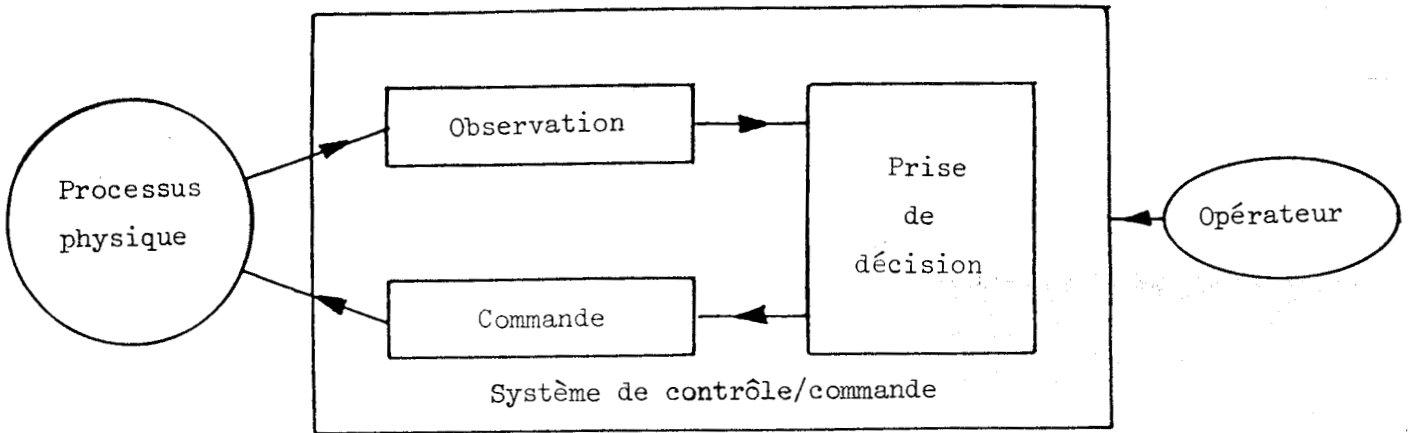 Observation
Processus
physique
Prise
de
décision
Opérateur
Commande
Système de contrôle/commande